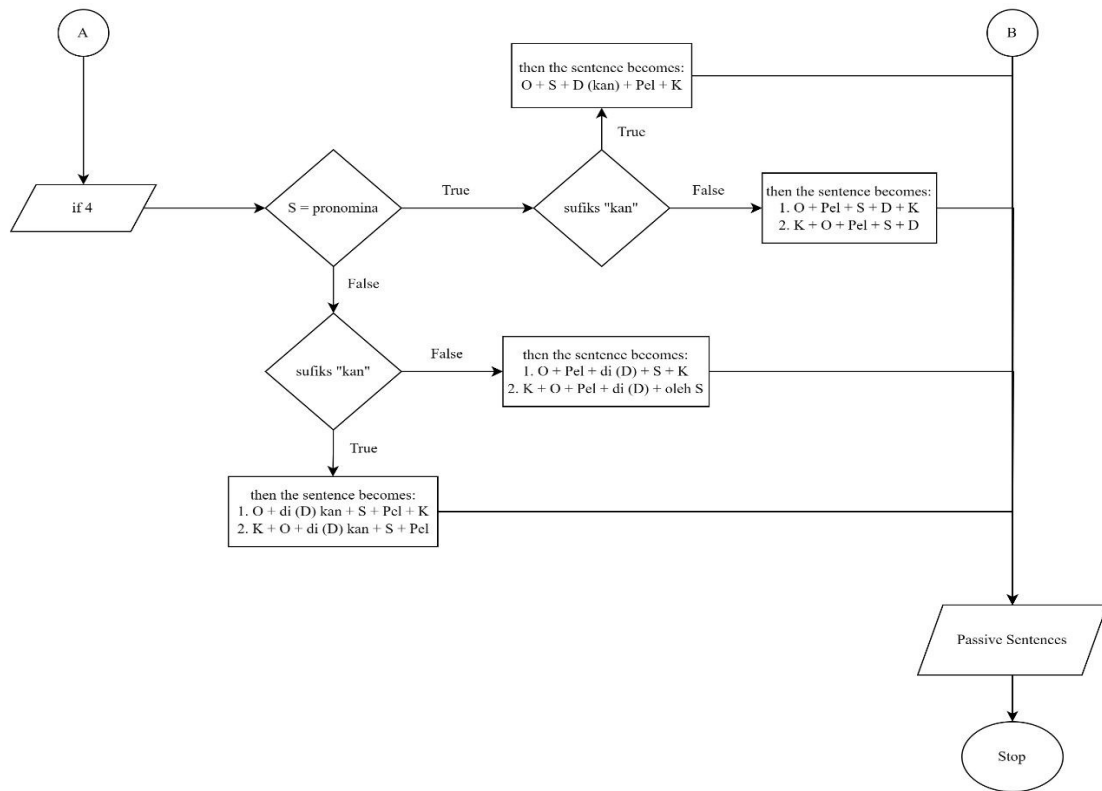 A
B
then the sentence becomes:
O + S + D (kan) + Pel + K
True
if 4
S = pronomina
True
sufiks "kan"
False
then the sentence becomes:
1. O + Pel + S + D + K
2. K + O + Pel + S + D
False
sufiks "kan"
False
then the sentence becomes:
1. O + Pel + di (D) + S + K
2. K + O + Pel + di (D) + oleh S
True
then the sentence becomes:
1. O + di (D) kan + S + Pel + K
2. K + O + di (D) kan + S + Pel
Passive Sentences
Stop